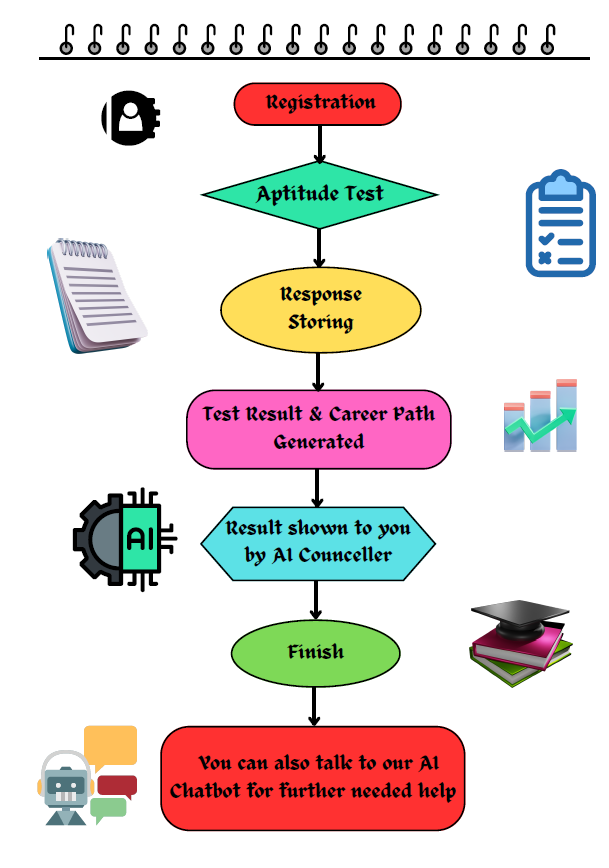 Registration
Aptitude Test
Response
Storing
Test Result & Career Path
Generated
Result shown to you
by AI Counceller
AI
Finish
You can also talk to our AI
Chatbot for further needed help